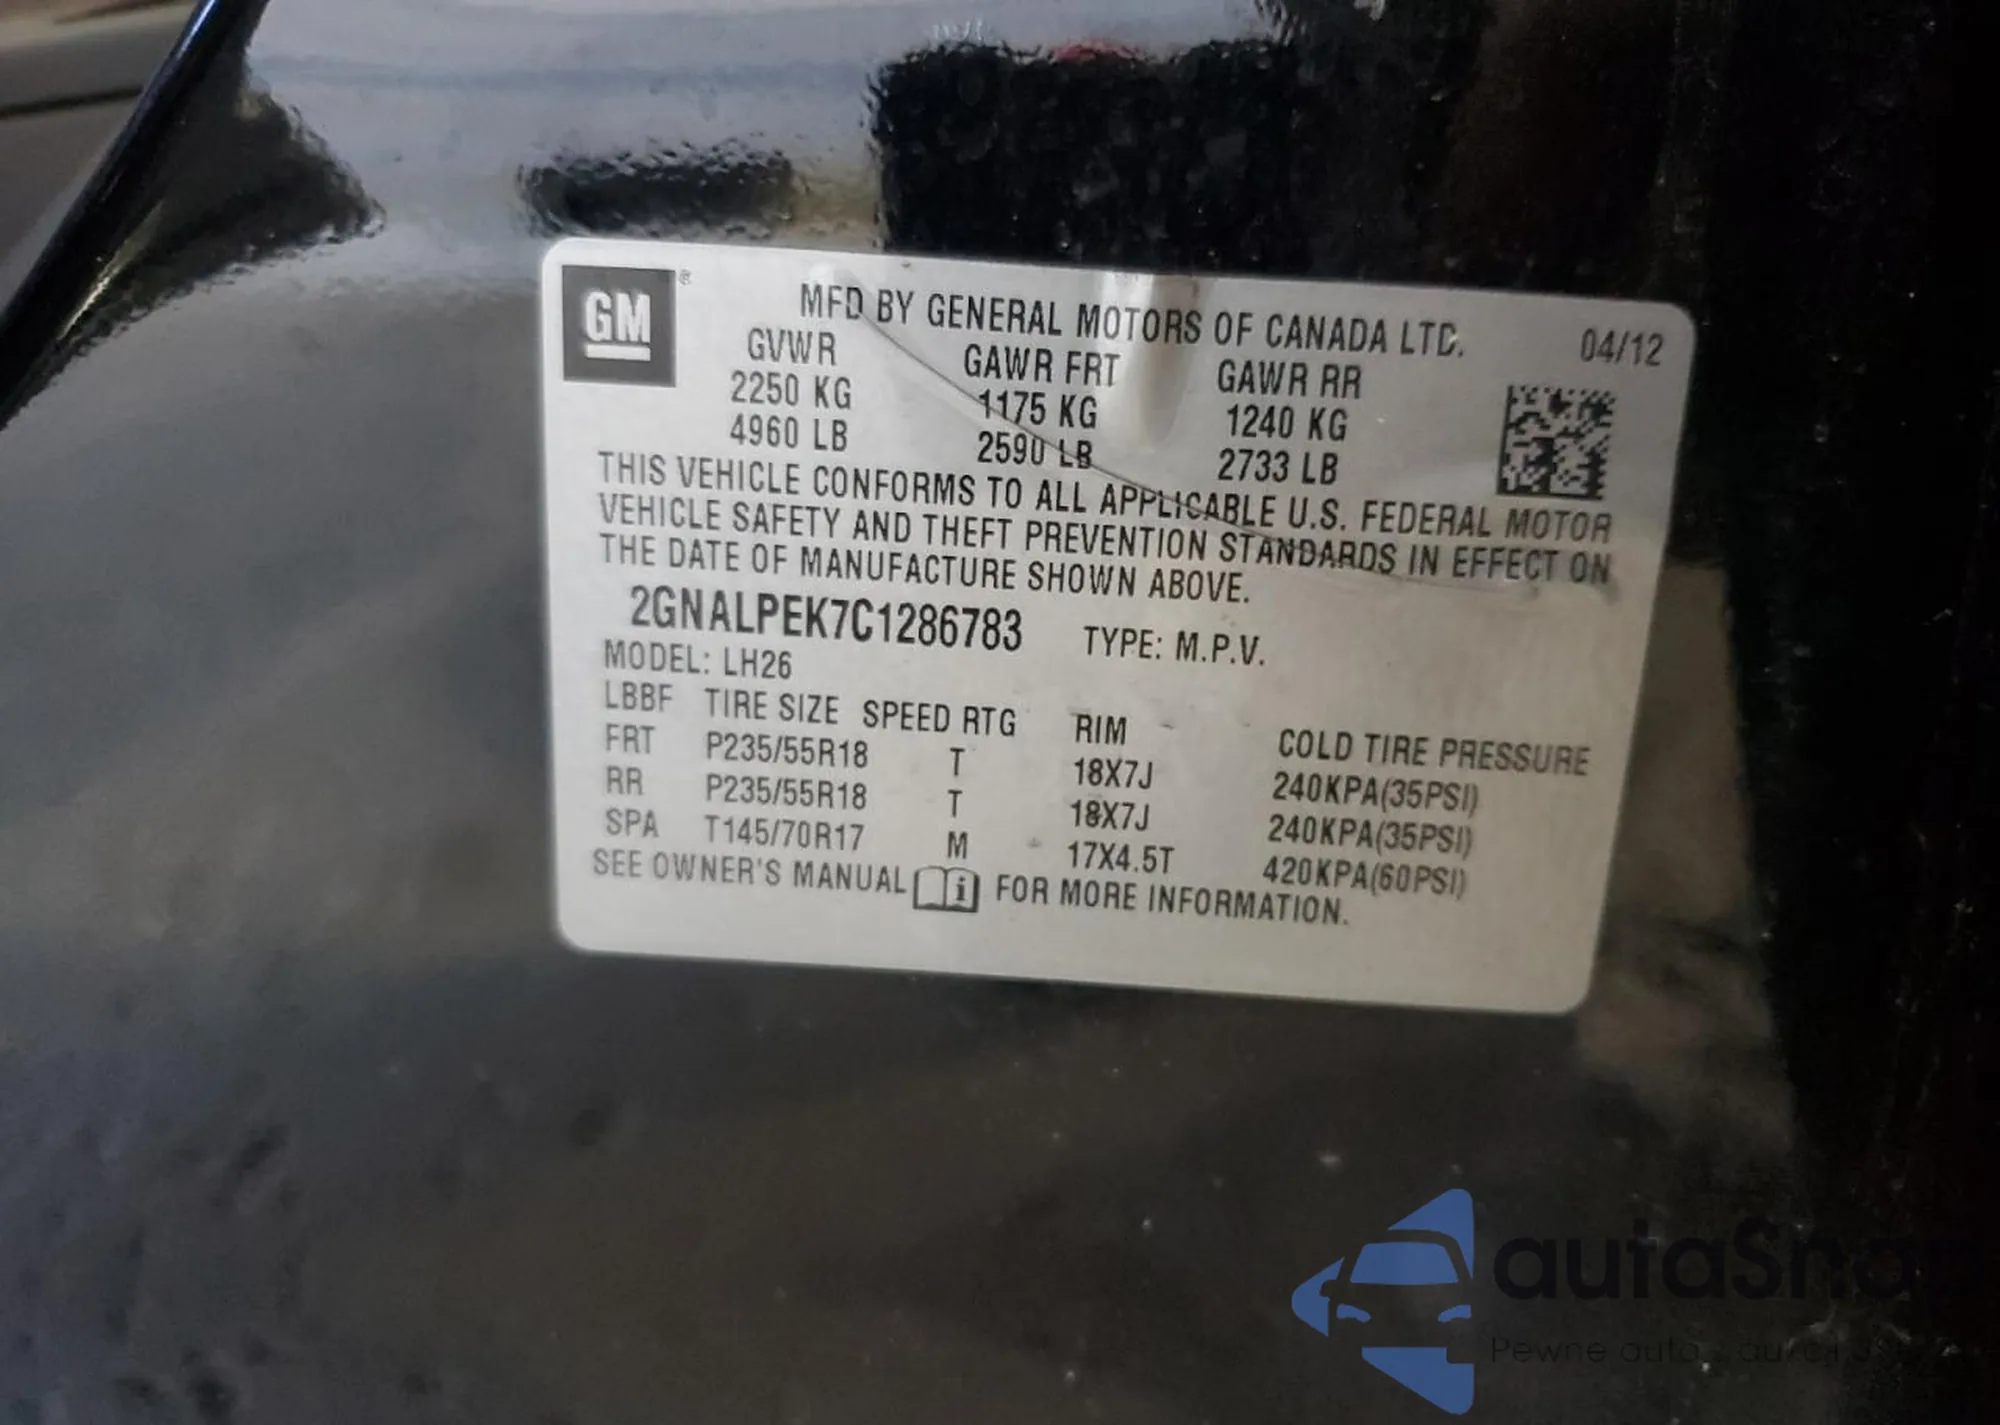 GM ®
MFD BY GENERAL MOTORS OF CANADA LTD. 04/12
GVWR GAWR FRT GAWR RR
2250 KG 1175 KG 1240 KG
4960 LB 2590 LB 2733 LB
THIS VEHICLE CONFORMS TO ALL APPLICABLE U.S. FEDERAL MOTOR
VEHICLE SAFETY AND THEFT PREVENTION STANDARDS IN EFFECT ON
THE DATE OF MANUFACTURE SHOWN ABOVE.
2GNALPEK7C1286783 TYPE: M.P.V.
MODEL: LH26
LBBF TIRE SIZE SPEED RTG RIM COLD TIRE PRESSURE
FRT P235/55R18 T 18X7J 240KPA(35PSI)
RR P235/55R18 T 18X7J 240KPA(35PSI)
SPA T145/70R17 M 17X4.5T 420KPA(60PSI)
SEE OWNER'S MANUAL i FOR MORE INFORMATION.
autaSna
Pewne auta z